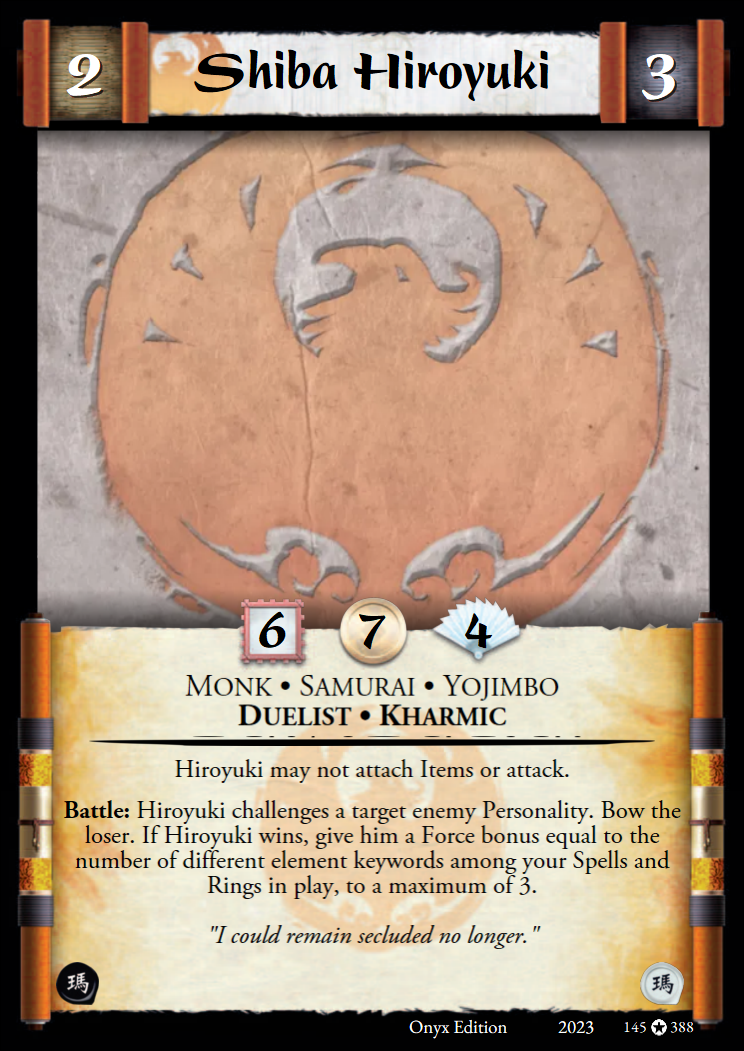 2 Shiba Hiroyuki 3
6 7 4
Monk • Samurai • Yojimbo
Duelist • Kharmic
Hiroyuki may not attach Items or attack.
Battle: Hiroyuki challenges a target enemy Personality. Bow the
loser. If Hiroyuki wins, give him a Force bonus equal to the
number of different element keywords among your Spells and
Rings in play, to a maximum of 3.
"I could remain secluded no longer."
瑪 瑪
Onyx Edition 2023 145 388